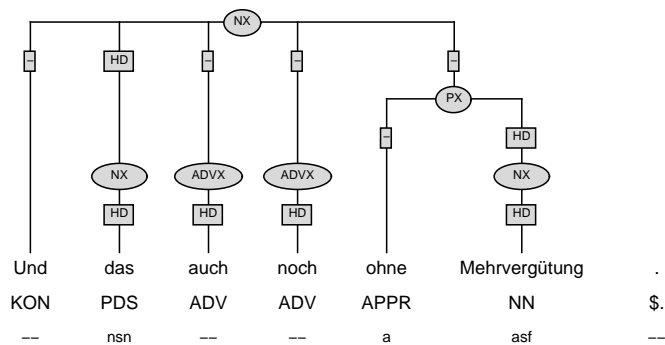 NX
– HD – – –
PX
– HD
NX ADVX ADVX NX
HD HD HD HD
Und das auch noch ohne Mehrvergütung .
KON PDS ADV ADV APPR NN $.
–– nsn –– –– a asf ––